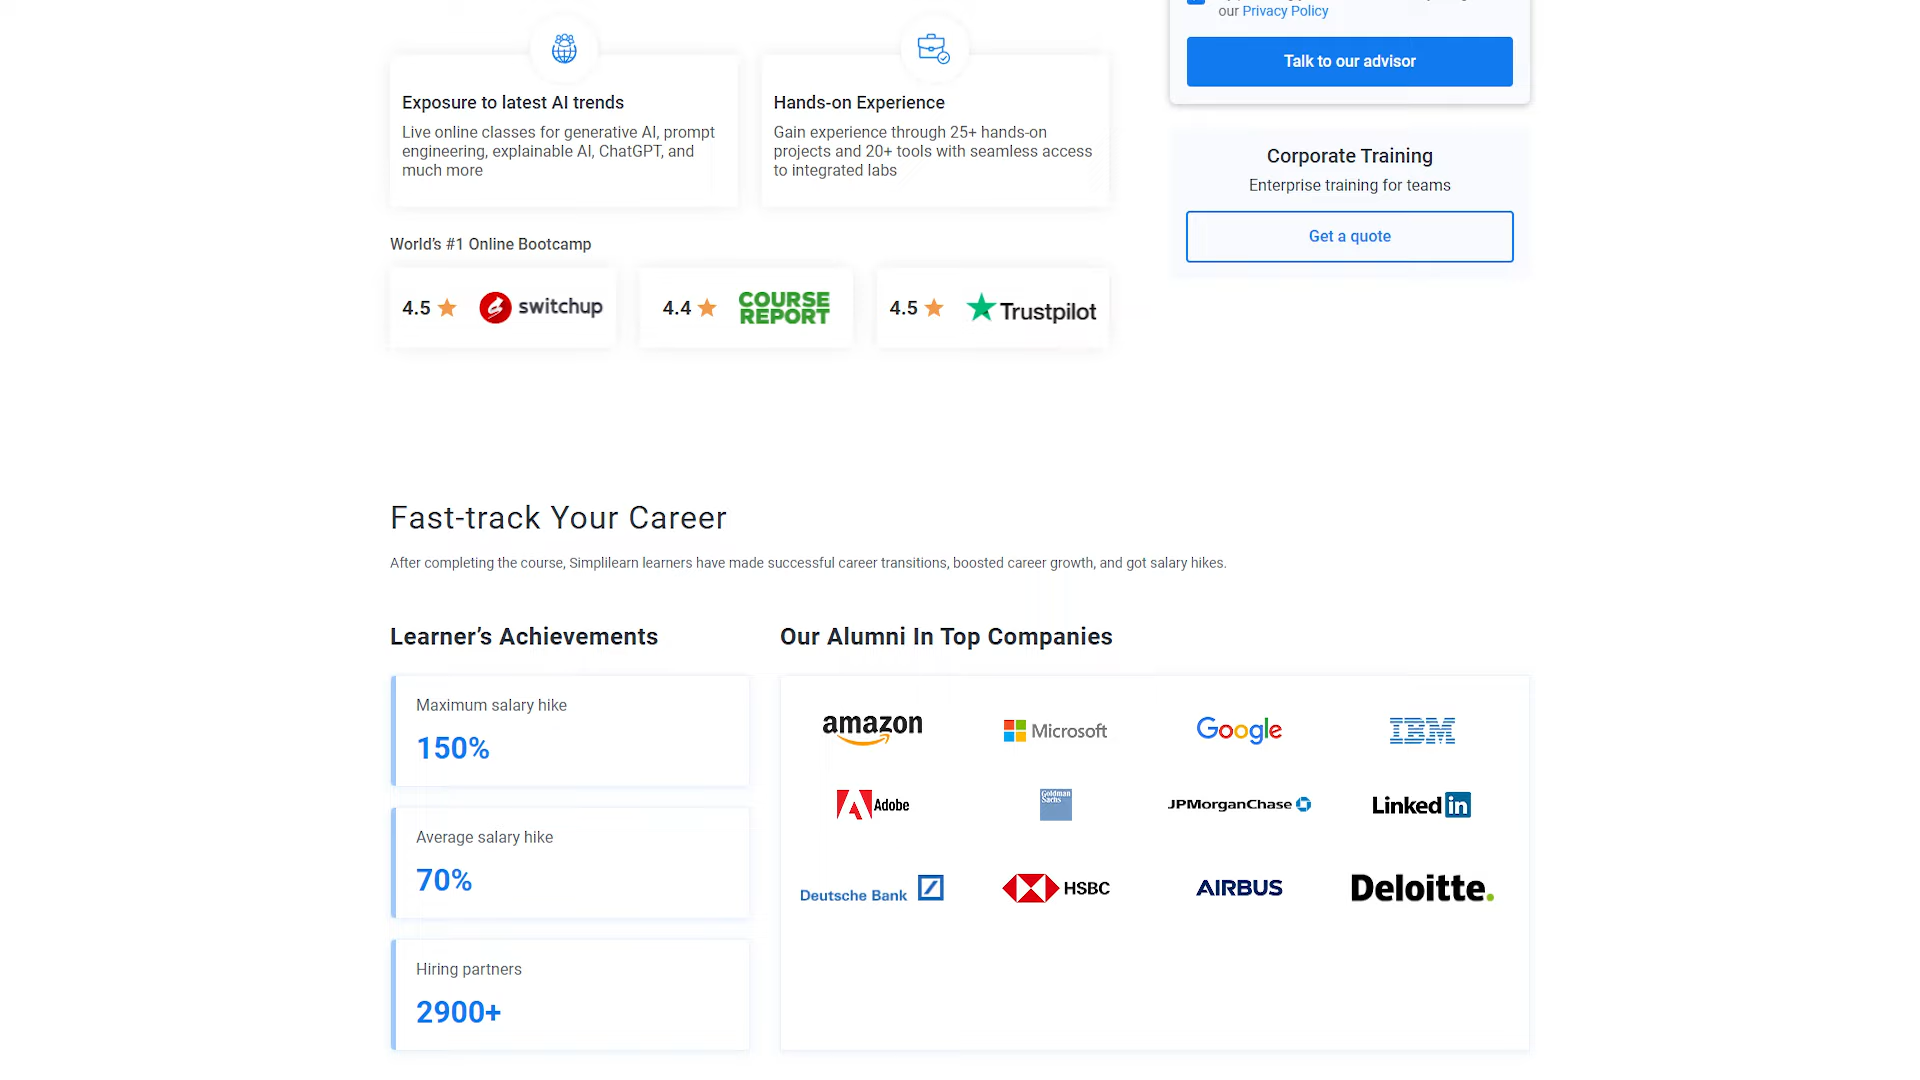 our Privacy Policy
Talk to our advisor
Exposure to latest AI trends
Live online classes for generative AI, prompt
engineering, explainable AI, ChatGPT, and
much more
Hands-on Experience
Gain experience through 25+ hands-on
projects and 20+ tools with seamless access
to integrated labs
Corporate Training
Enterprise training for teams
Get a quote
World's #1 Online Bootcamp
4.5 switchup
4.4 COURSE
REPORT
4.5 Trustpilot
Fast-track Your Career
After completing the course, Simplilearn learners have made successful career transitions, boosted career growth, and got salary hikes.
Learner's Achievements
Maximum salary hike
150%
Average salary hike
70%
Hiring partners
2900+
Our Alumni In Top Companies
amazon Microsoft Google IBM
Adobe Goldman
Sachs JPMorganChase Linked in
Deutsche Bank HSBC AIRBUS Deloitte.